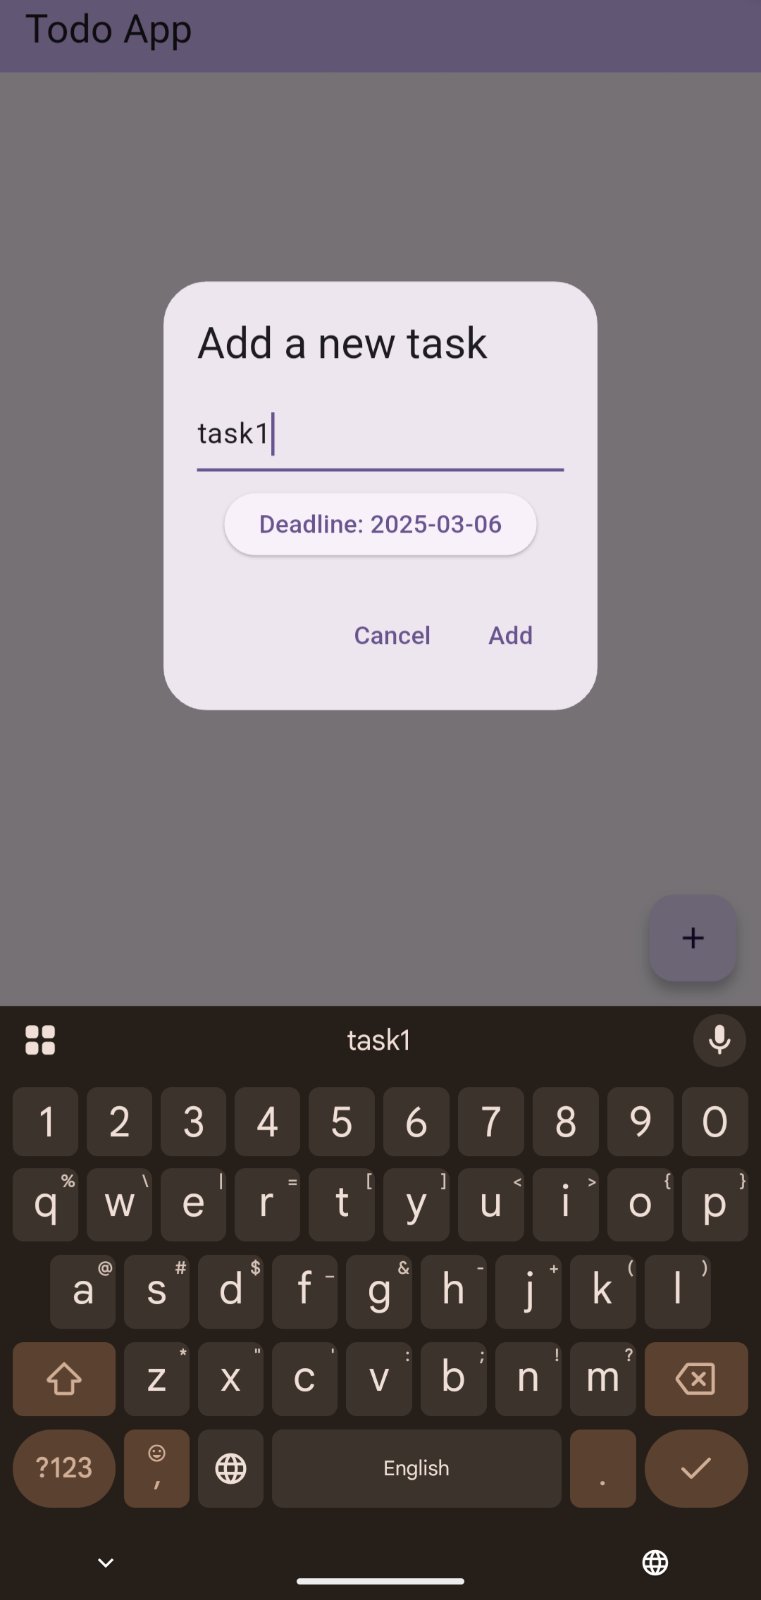 Todo App
Add a new task
task1
Deadline: 2025-03-06
Cancel Add
+
task1
1 2 3 4 5 6 7 8 9 0
q % w \ e | r = t [ y ] u < i > o { p }
a @ s # d $ f _ g & h - j + k ( l )
z * x " c ' v : b ; n ! m ?
?123 , English .